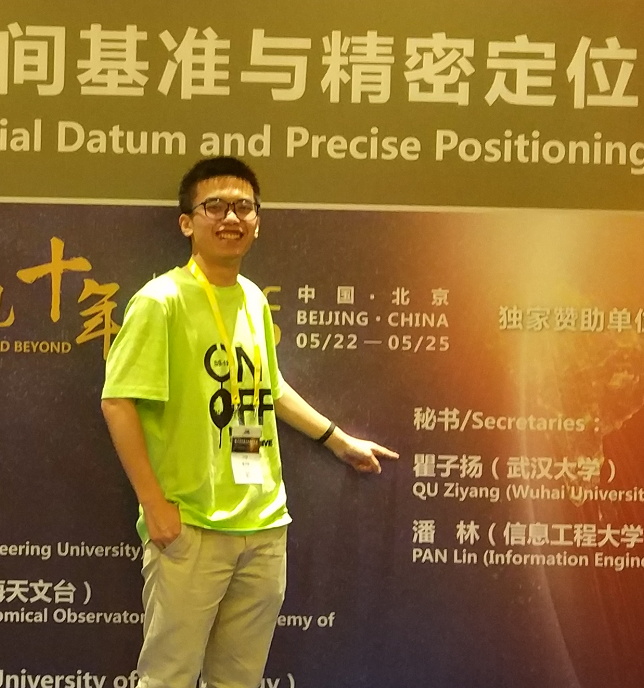 间基准与精密定位
ial Datum and Precise Positioning
十年
D BEYOND
中 国 · 北 京
BEIJING · CHINA
05/22 — 05/25
独家赞助单位
ON
OFF
秘书/Secretaries：
瞿子扬（武汉大学）
QU Ziyang (Wuhai Universit
潘 林（信息工程大学
PAN Lin (Information Engine
eering University)
海天文台）
omical Observator emy of
University of